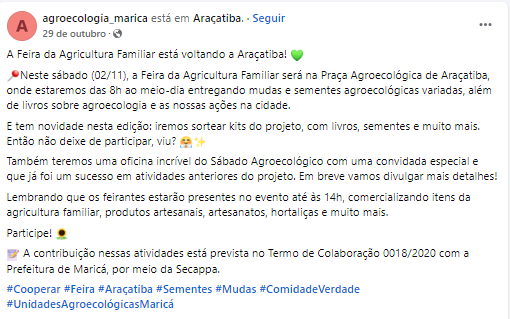 A
agroecologia_marica está em Araçatiba. · Seguir
29 de outubro ·
A Feira da Agricultura Familiar está voltando a Araçatiba! 💚
📍Neste sábado (02/11), a Feira da Agricultura Familiar será na Praça Agroecológica de Araçatiba,
onde estaremos das 8h ao meio-dia entregando mudas e sementes agroecológicas variadas, além
de livros sobre agroecologia e as nossas ações na cidade.
E tem novidade nesta edição: iremos sortear kits do projeto, com livros, sementes e muito mais.
Então não deixe de participar, viu? 🤗✨
Também teremos uma oficina incrível do Sábado Agroecológico com uma convidada especial e
que já foi um sucesso em atividades anteriores do projeto. Em breve vamos divulgar mais detalhes!
Lembrando que os feirantes estarão presentes no evento até às 14h, comercializando itens da
agricultura familiar, produtos artesanais, artesanatos, hortaliças e muito mais.
Participe! 🌻
📝 A contribuição nessas atividades está prevista no Termo de Colaboração 0018/2020 com a
Prefeitura de Maricá, por meio da Secappa.
#Cooperar #Feira #Araçatiba #Sementes #Mudas #ComidaVerdade
#UnidadesAgroecológicasMaricá